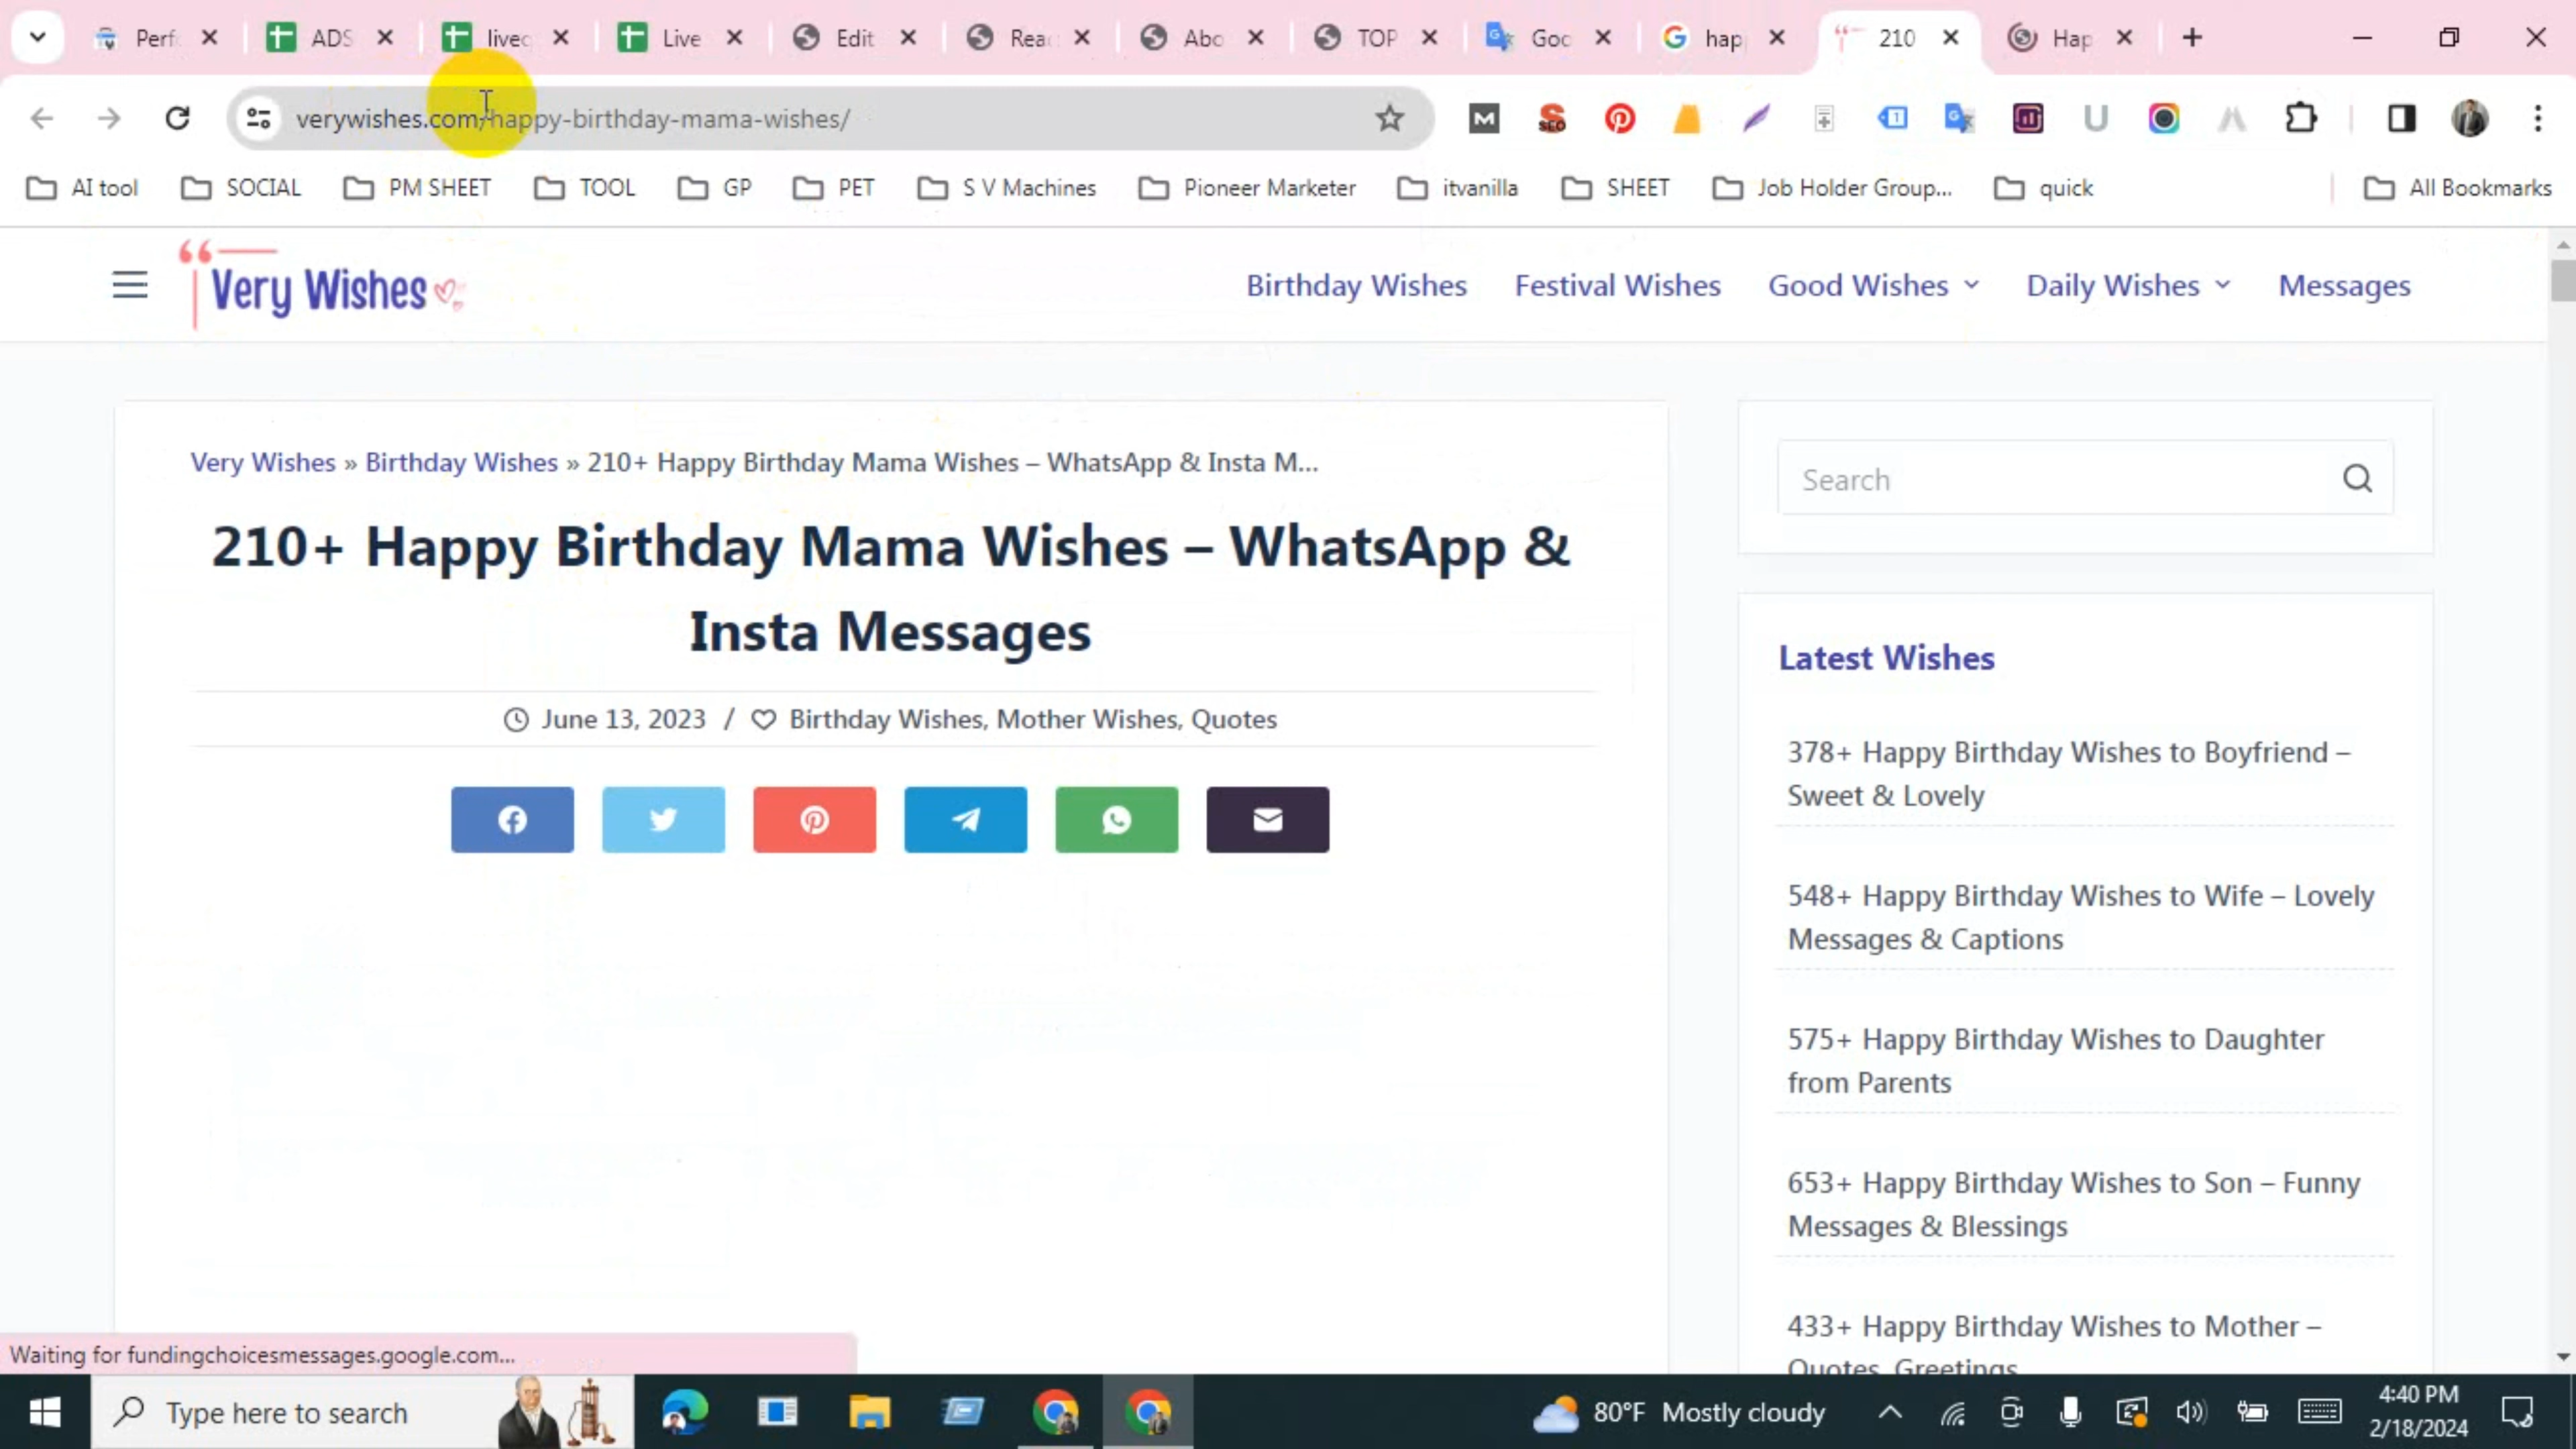 Perf
ADS
livec
Live
Edit
Rea
Abo
TOP
Goo
hap
210
Hap
verywishes.com/happy-birthday-mama-wishes/
AI tool
SOCIAL
PM SHEET
TOOL
GP
PET
S V Machines
Pioneer Marketer
itvanilla
SHEET
Job Holder Group...
quick
All Bookmarks
Very Wishes
Birthday Wishes
Festival Wishes
Good Wishes
Daily Wishes
Messages
Very Wishes » Birthday Wishes » 210+ Happy Birthday Mama Wishes – WhatsApp & Insta M...
210+ Happy Birthday Mama Wishes – WhatsApp &
Insta Messages
June 13, 2023 / Birthday Wishes, Mother Wishes, Quotes
Search
Latest Wishes
378+ Happy Birthday Wishes to Boyfriend –
Sweet & Lovely
548+ Happy Birthday Wishes to Wife – Lovely
Messages & Captions
575+ Happy Birthday Wishes to Daughter
from Parents
653+ Happy Birthday Wishes to Son – Funny
Messages & Blessings
433+ Happy Birthday Wishes to Mother –
Quotes, Greetings
Waiting for fundingchoicesmessages.google.com...
Type here to search
80°F Mostly cloudy
4:40 PM
2/18/2024